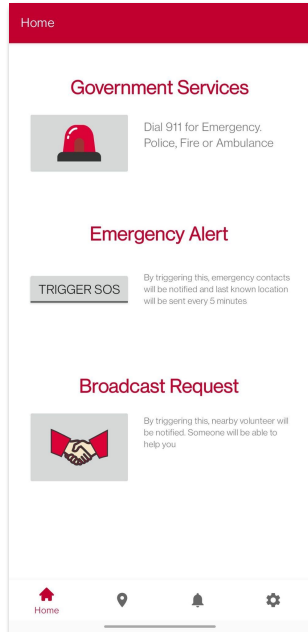 Home
Government Services
Dial 911 for Emergency.
Police, Fire or Ambulance
Emergency Alert
TRIGGER SOS
By triggering this, emergency contacts
will be notified and last known location
will be sent every 5 minutes
Broadcast Request
By triggering this, nearby volunteer will
be notified. Someone will be able to
help you
Home